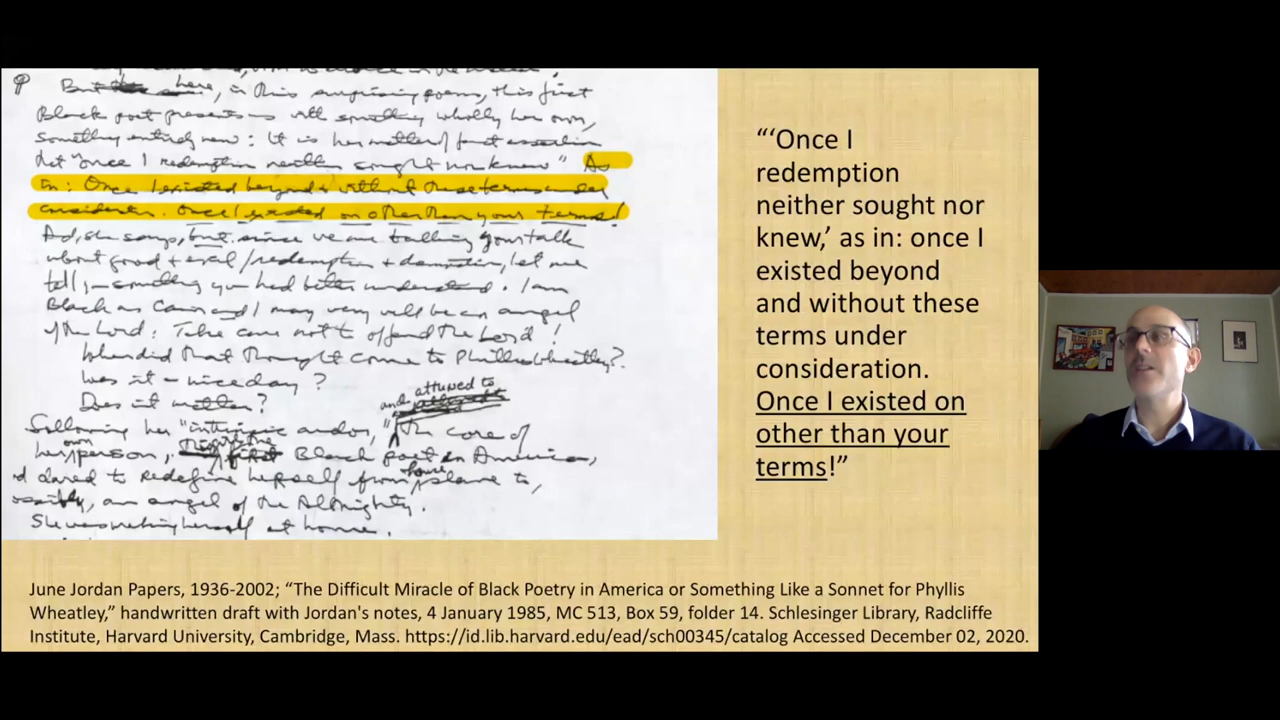 But here, in this surprising poem, this first
Black poet presents us with something wholly her own,
something entirely new: It is her matter/fact assertion
that "once I redemption neither sought nor knew" As
in: Once I existed beyond + without these terms under
consideration. Once I existed on other than your terms!
And, she says, but since we are talking your talk
about good + evil/redemption + damnation, let me
tell you something you had better understand. I am
Black as Cain and I may very well be an angel
of the Lord: Take care not to offend the Lord!
When did that thought come to Phillis Wheatley?
Was it a nice day?
Does it matter?
and attuned to
Following her "intrinsic ardor," the core of
her own person, Black poet in America,
dared to redefine herself from house slave to,
possibly, an angel of the Almighty.
She was making herself at home.
“‘Once I
redemption
neither sought nor
knew,’ as in: once I
existed beyond
and without these
terms under
consideration.
Once I existed on
other than your
terms!”
June Jordan Papers, 1936-2002; “The Difficult Miracle of Black Poetry in America or Something Like a Sonnet for Phyllis
Wheatley,” handwritten draft with Jordan's notes, 4 January 1985, MC 513, Box 59, folder 14. Schlesinger Library, Radcliffe
Institute, Harvard University, Cambridge, Mass. https://id.lib.harvard.edu/ead/sch00345/catalog Accessed December 02, 2020.